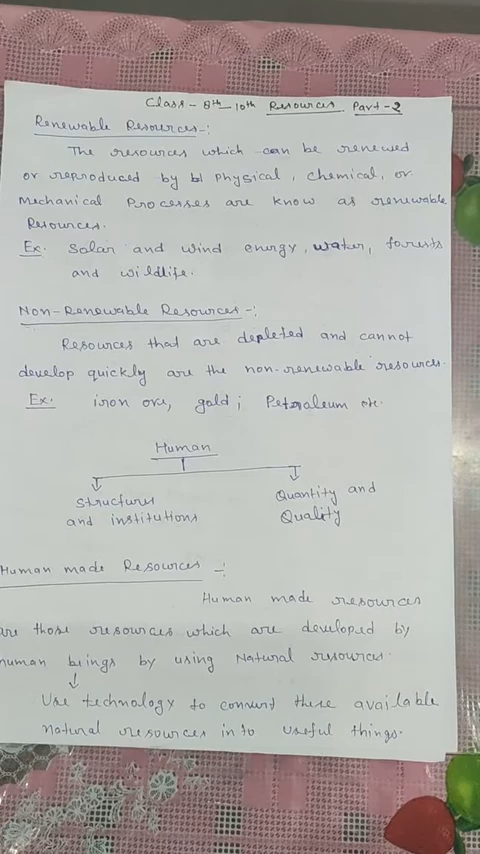 Class - 8th - 10th Resources Part-2
Renewable Resources-:
The resources which can be renewed
or reproduced by physical, chemical, or
Mechanical Processes are know as renewable
Resources.
Ex. Solar and wind energy, water, forests
and wildlife.
Non-Renewable Resources-:
Resources that are depleted and cannot
develop quickly are the non-renewable resources.
Ex. iron ore, gold; Petroleum etc.
Human
Structures and institutions
Quantity and Quality
Human made Resources -:
Human made resources
are those resources which are developed by
human beings by using Natural resources.
Use technology to convert these available
natural resources in to useful things.